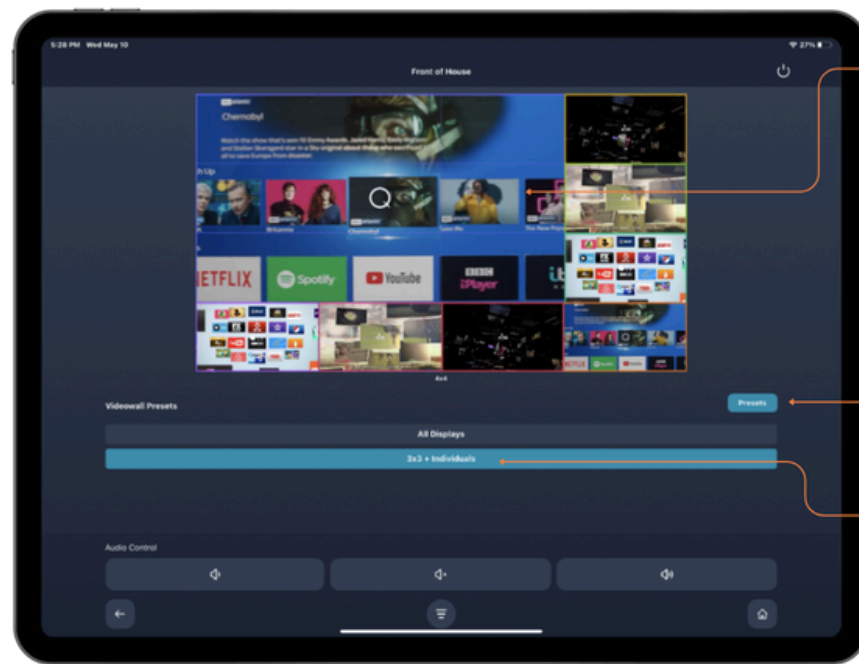 5:28 PM Wed May 10
27%
Front of House
Chernobyl
Watch the show that's won 10 Emmy Awards. Jared Harris, Emily Watson
and Stellan Skarsgard star in a Sky original about those who sacrificed
all to save Europe from disaster.
h Up
Britannia
Chernobyl
Save Me
The New Pope
NETFLIX
Spotify
YouTube
BBC
iPlayer
4x4
Videowall Presets
Presets
All Displays
3x3 + Individuals
Audio Control